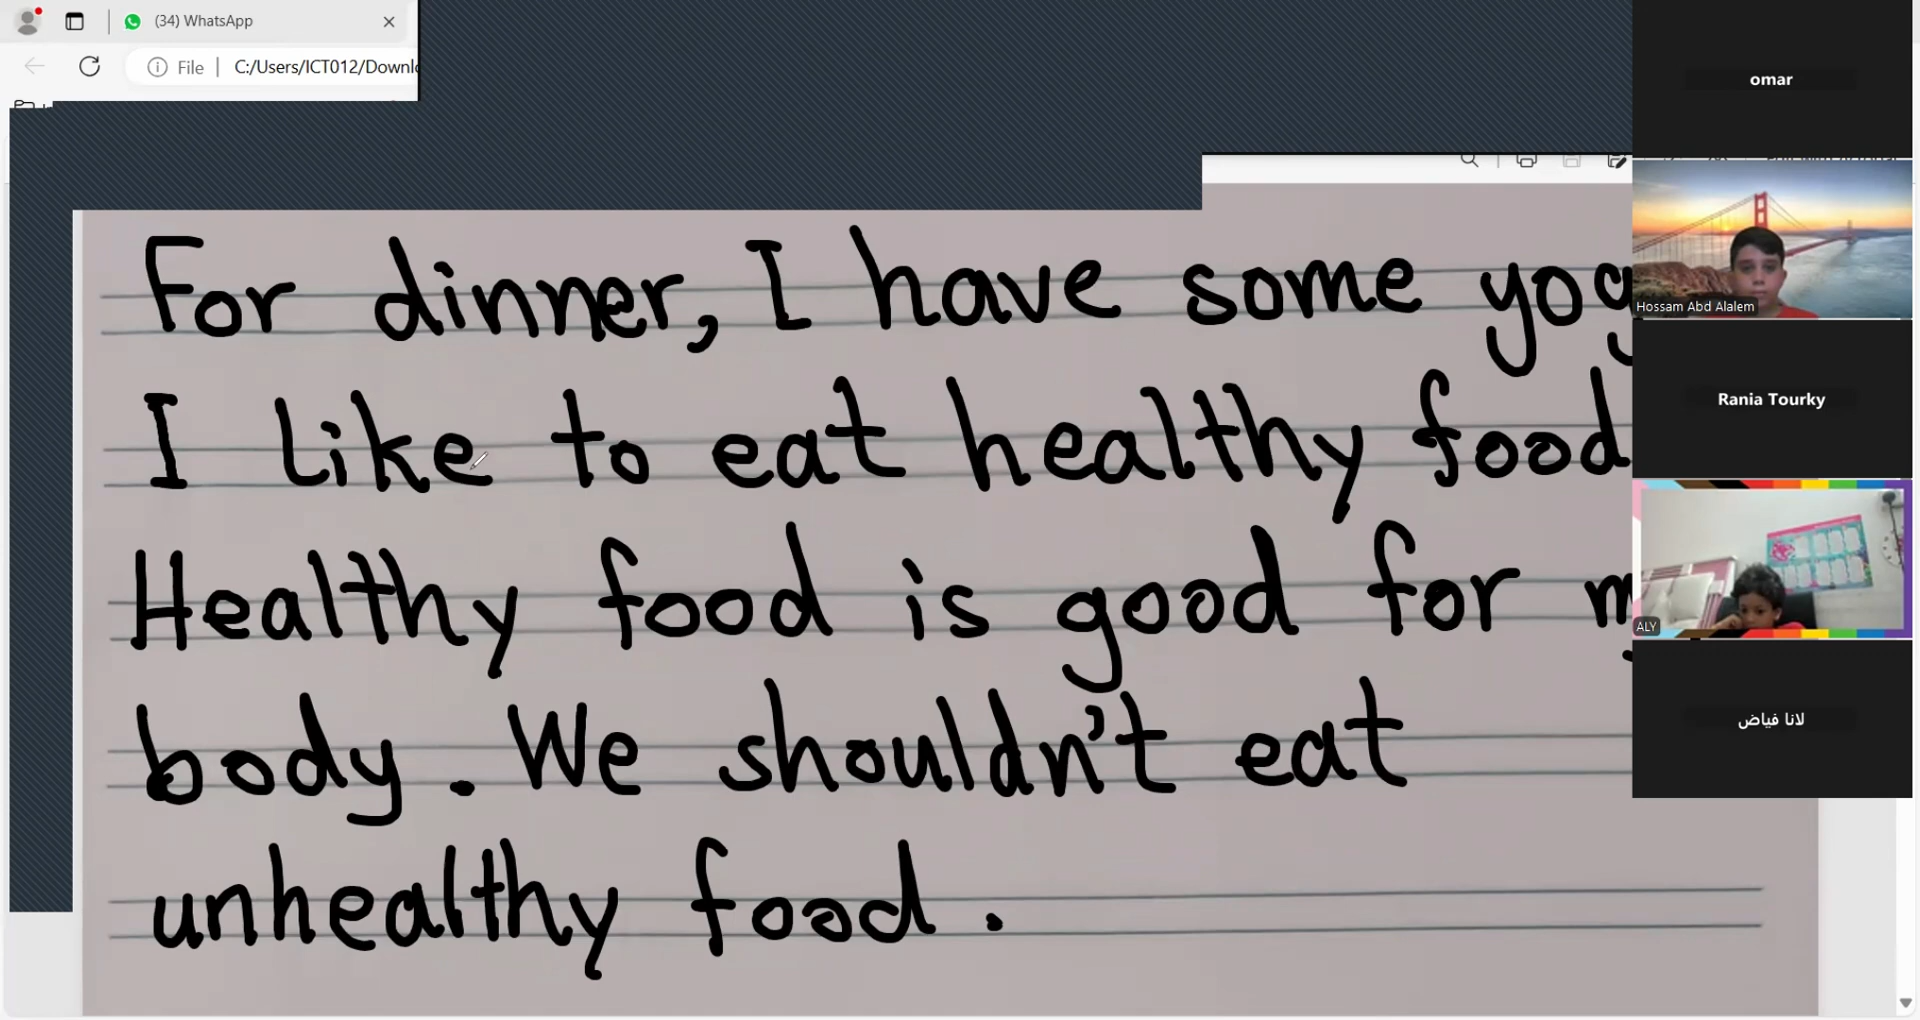 (34) WhatsApp
File
C:/Users/ICT012/Downl
For dinner, I have some
I like to eat healthy food
Healthy food is good for
body. We shouldn't eat
unhealthy food.
omar
Hossam Abd Alalem
Rania Tourky
ALY
لانا فياض